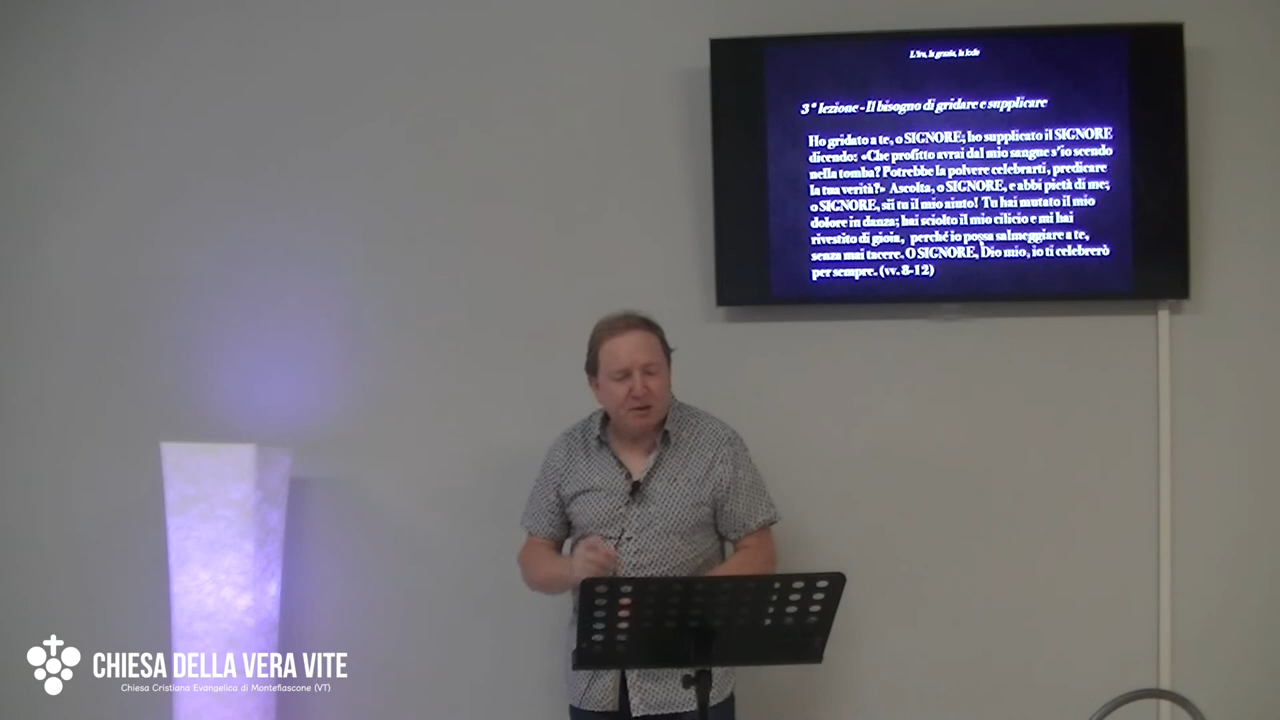 L'ira, la grazia, la lode
3ª lezione - Il bisogno di gridare e supplicare
Ho gridato a te, o SIGNORE; ho supplicato il SIGNORE
dicendo: «Che profitto avrai dal mio sangue s'io scendo
nella tomba? Potrebbe la polvere celebrarti, predicare
la tua verità?» Ascolta, o SIGNORE, e abbi pietà di me;
o SIGNORE, sii tu il mio aiuto! Tu hai mutato il mio
dolore in danza; hai sciolto il mio cilicio e mi hai
rivestito di gioia, perché io possa salmeggiare a te,
senza mai tacere. O SIGNORE, Dio mio, io ti celebrerò
per sempre. (vv. 8-12)
CHIESA DELLA VERA VITE
Chiesa Cristiana Evangelica di Montefiascone (VT)